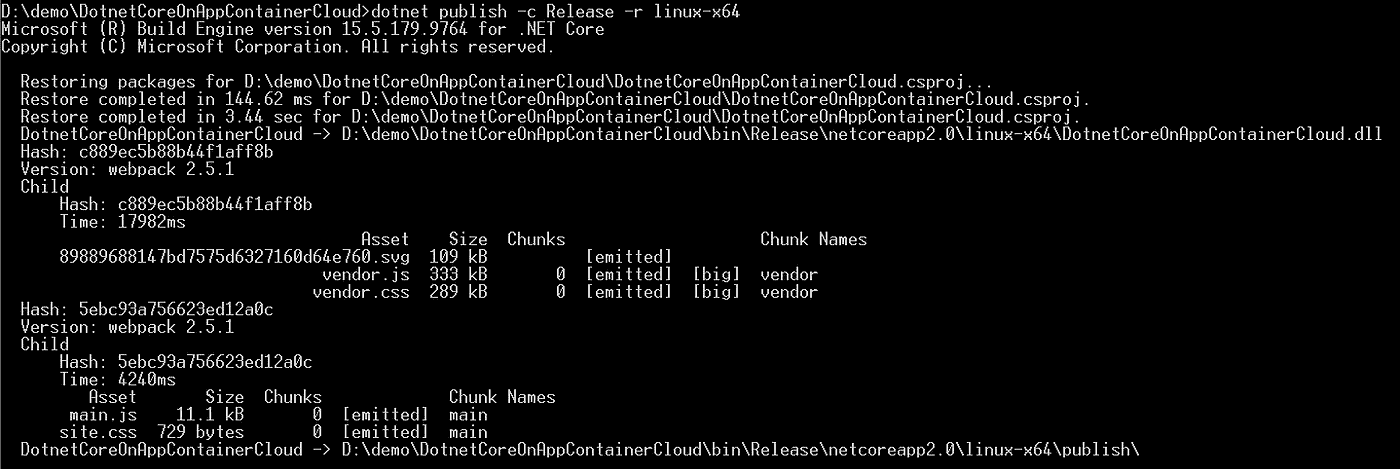 D:\demo\DotnetCoreOnAppContainerCloud>dotnet publish -c Release -r linux-x64
Microsoft (R) Build Engine version 15.5.179.9764 for .NET Core
Copyright (C) Microsoft Corporation. All rights reserved.
Restoring packages for D:\demo\DotnetCoreOnAppContainerCloud\DotnetCoreOnAppContainerCloud.csproj...
Restore completed in 144.62 ms for D:\demo\DotnetCoreOnAppContainerCloud\DotnetCoreOnAppContainerCloud.csproj.
Restore completed in 3.44 sec for D:\demo\DotnetCoreOnAppContainerCloud\DotnetCoreOnAppContainerCloud.csproj.
DotnetCoreOnAppContainerCloud -> D:\demo\DotnetCoreOnAppContainerCloud\bin\Release\netcoreapp2.0\linux-x64\DotnetCoreOnAppContainerCloud.dll
Hash: c889ec5b88b44f1aff8b
Version: webpack 2.5.1
Child
Hash: c889ec5b88b44f1aff8b
Time: 17982ms
Asset Size Chunks Chunk Names
89889688147bd7575d6327160d64e760.svg 109 kB [emitted]
vendor.js 333 kB 0 [emitted] [big] vendor
vendor.css 289 kB 0 [emitted] [big] vendor
Hash: 5ebc93a756623ed12a0c
Version: webpack 2.5.1
Child
Hash: 5ebc93a756623ed12a0c
Time: 4240ms
Asset Size Chunks Chunk Names
main.js 11.1 kB 0 [emitted] main
site.css 729 bytes 0 [emitted] main
DotnetCoreOnAppContainerCloud -> D:\demo\DotnetCoreOnAppContainerCloud\bin\Release\netcoreapp2.0\linux-x64\publish\